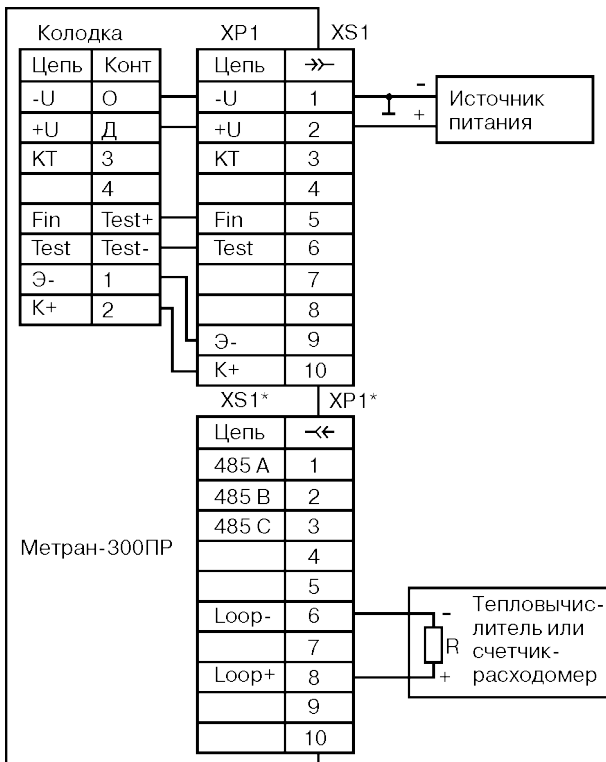 Колодка XP1 XS1
Цепь Конт Цепь
-U О -U 1 -
+U Д +U 2 +
Источник
питания
КТ 3 КТ 3
4 4
Fin Test+ Fin 5
Test Test- Test 6
Э- 1 7
К+ 2 8
Э- 9
К+ 10
XS1* XP1*
Цепь
485 A 1
485 B 2
485 C 3
Метран-300ПР
4
5
Loop- 6 -
7 R
Loop+ 8 +
Тепловычис-
литель или
счетчик-
расходомер
9
10